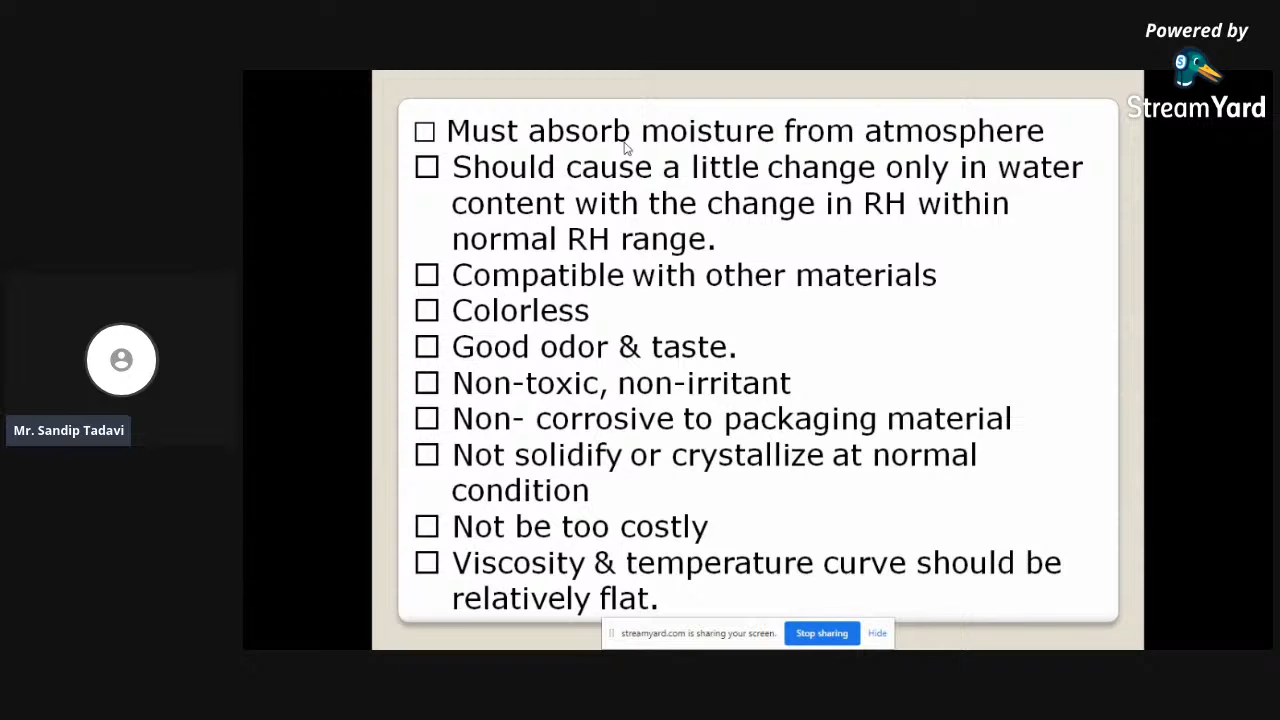 Powered by
StreamYard
☐ Must absorb moisture from atmosphere
☐ Should cause a little change only in water
content with the change in RH within
normal RH range.
☐ Compatible with other materials
☐ Colorless
☐ Good odor & taste.
☐ Non-toxic, non-irritant
☐ Non- corrosive to packaging material
☐ Not solidify or crystallize at normal
condition
☐ Not be too costly
☐ Viscosity & temperature curve should be
relatively flat.
Mr. Sandip Tadavi
streamyard.com is sharing your screen. Stop sharing Hide